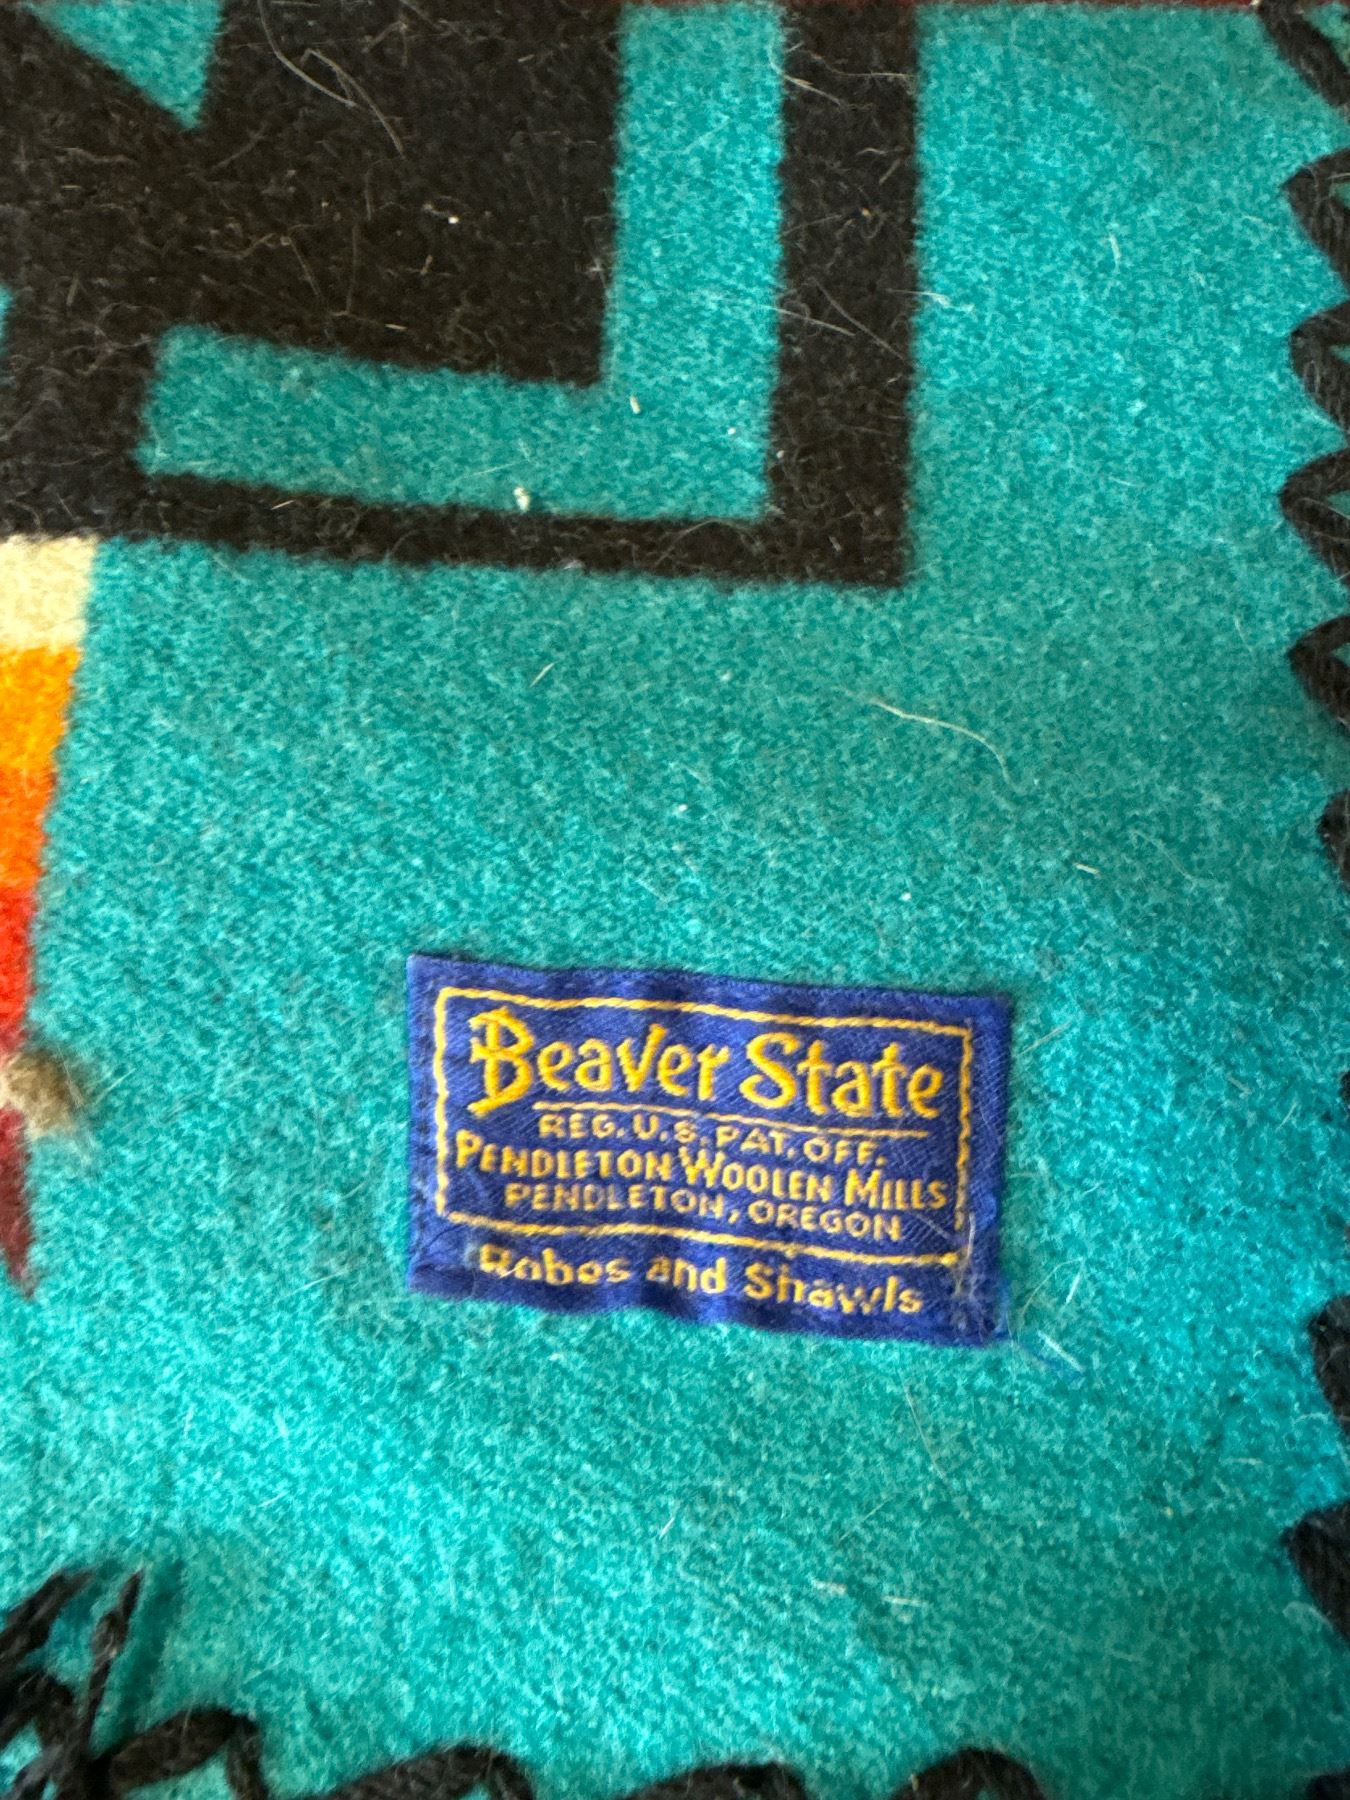 Beaver State
REG. U.S. PAT. OFF.
PENDLETON WOOLEN MILLS
PENDLETON, OREGON
Robes and Shawls